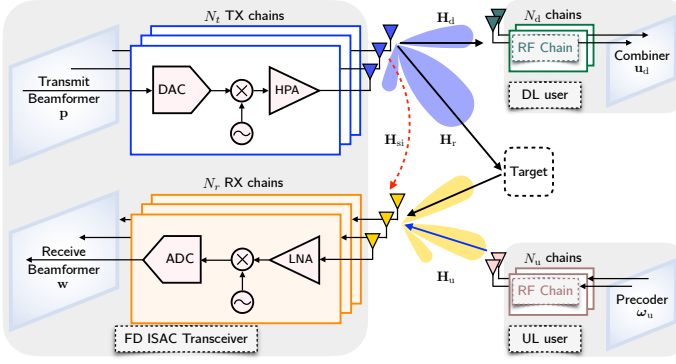 N_t TX chains
Transmit
Beamformer
p
DAC
HPA
H_d
H_si
H_r
N_d chains
RF Chain
Combiner
u_d
DL user
Target
N_r RX chains
Receive
Beamformer
w
ADC
LNA
H_u
N_u chains
RF Chain
Precoder
ω_u
UL user
FD ISAC Transceiver